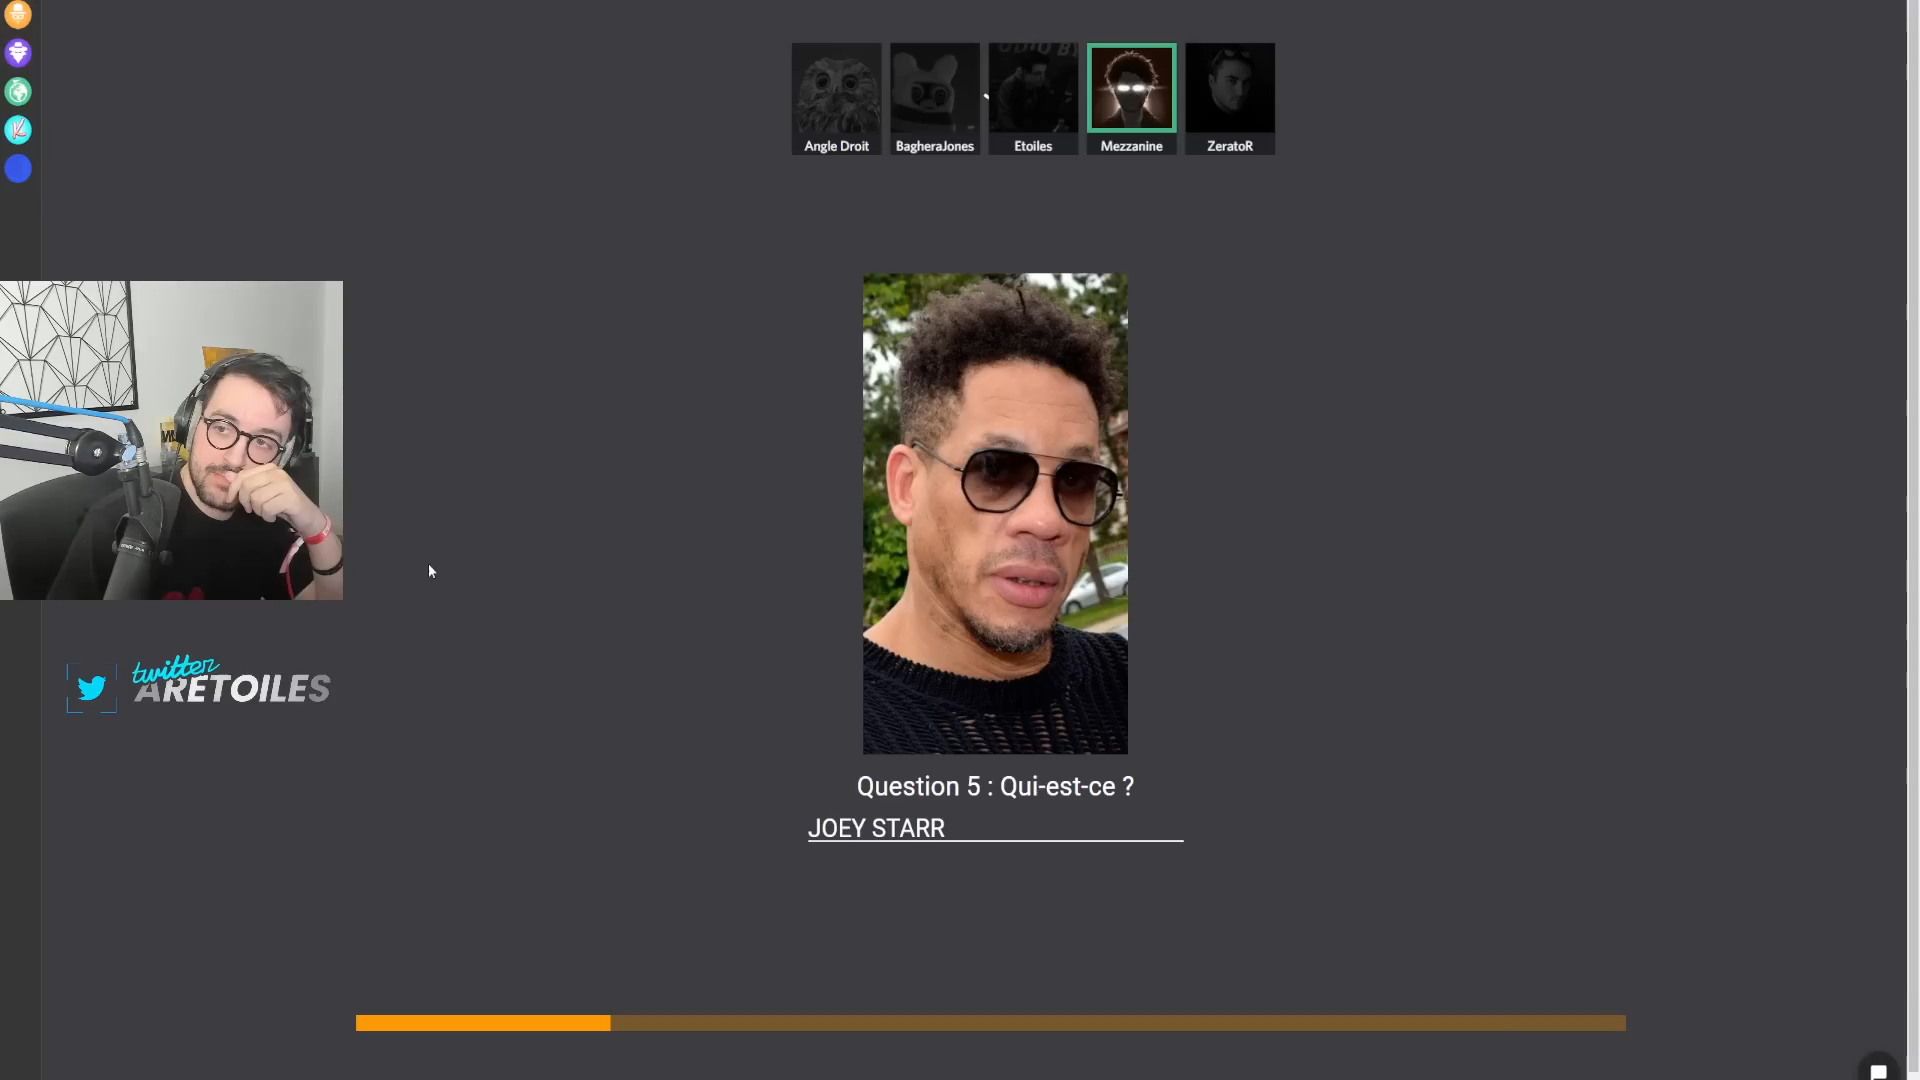 Angle Droit
BagheraJones
Etoiles
Mezzanine
ZeratoR
twitter
ARETOILES
Question 5 : Qui-est-ce ?
JOEY STARR